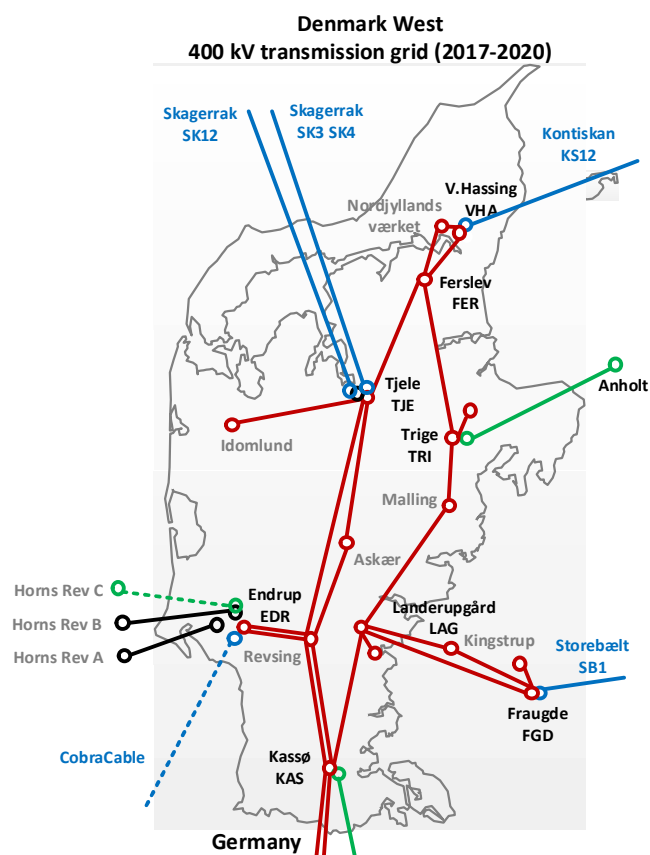 Denmark West
400 kV transmission grid (2017-2020)
Skagerrak
SK12
Skagerrak
SK3 SK4
Kontiskan
KS12
V.Hassing
VHA
Nordjyllands
værket
Ferslev
FER
Tjele
TJE
Anholt
Idomlund
Trige
TRI
Malling
Askær
Horns Rev C
Endrup
EDR
Horns Rev B
Landerupgård
LAG
Kingstrup
Horns Rev A
Revsing
Storebælt
SB1
Fraugde
FGD
CobraCable
Kassø
KAS
Germany